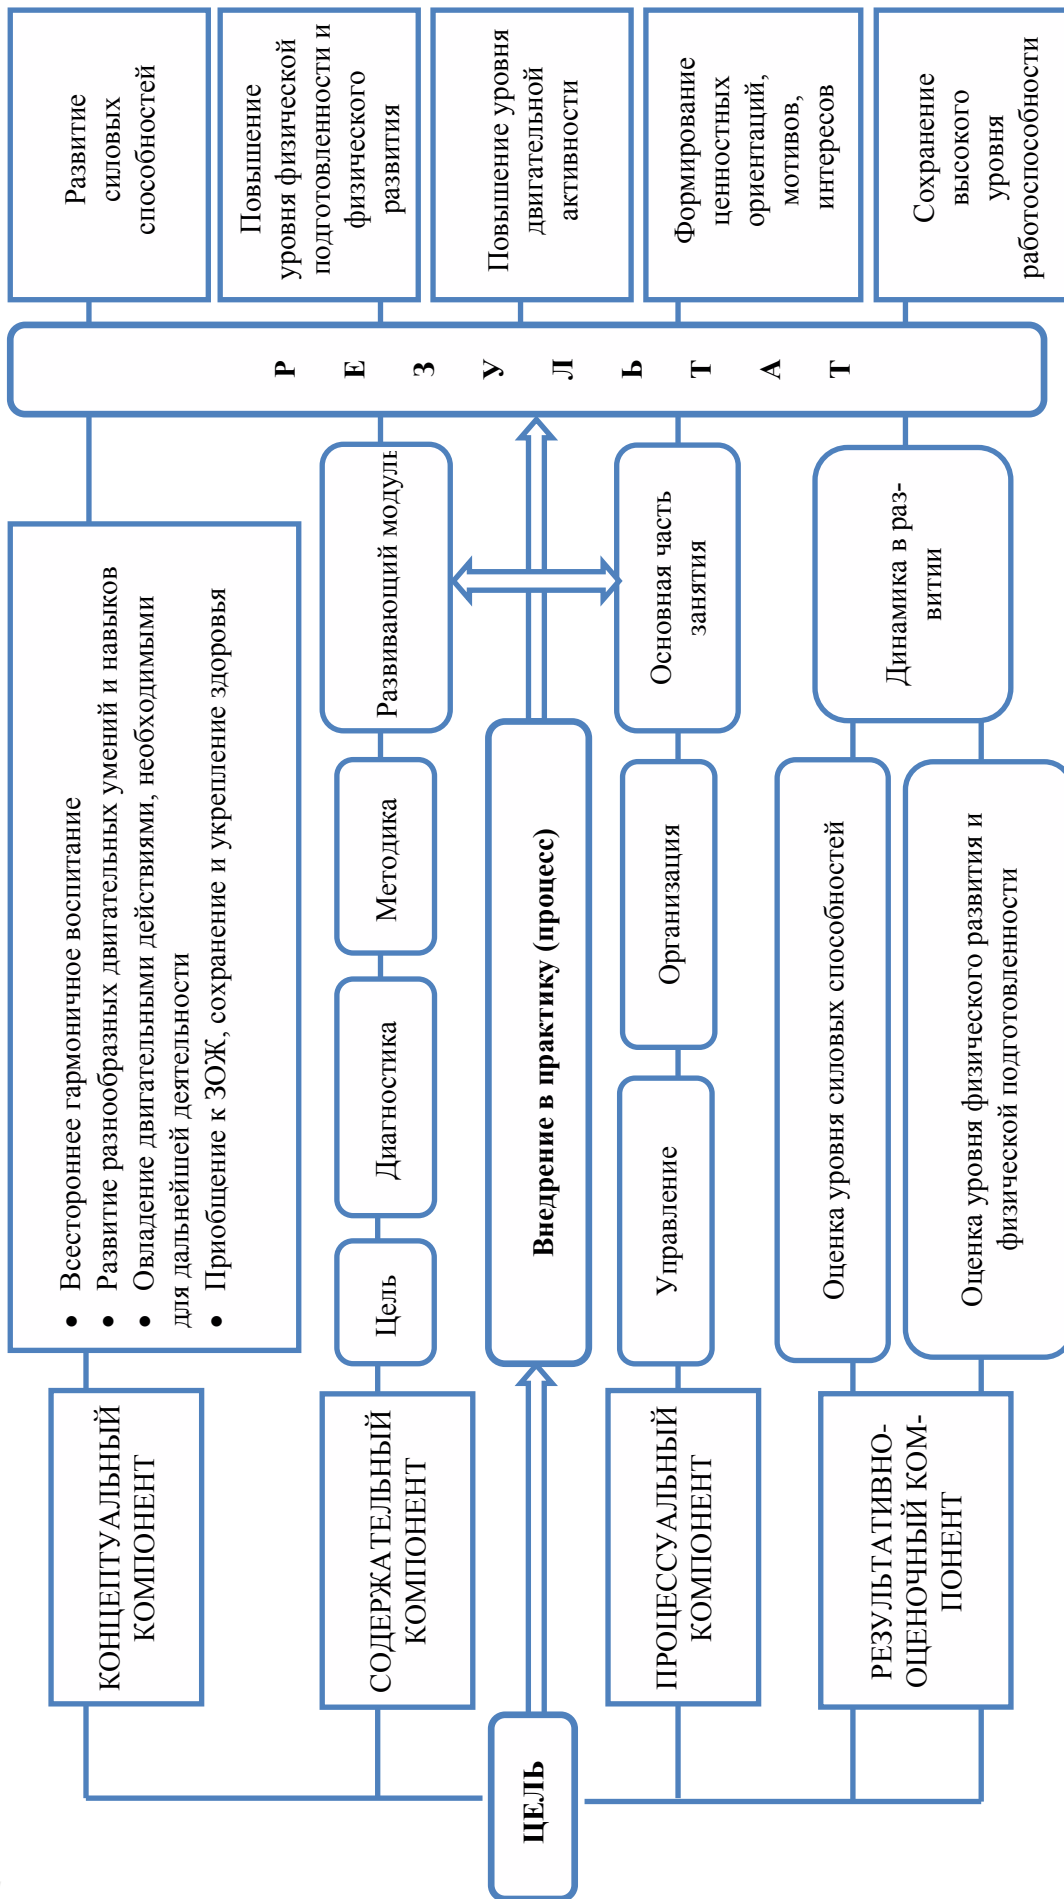 ЦЕЛЬ
КОНЦЕПТУАЛЬНЫЙ
КОМПОНЕНТ
• Всестороннее гармоничное воспитание
• Развитие разнообразных двигательных умений и навыков
• Овладение двигательными действиями, необходимыми
для дальнейшей деятельности
• Приобщение к ЗОЖ, сохранение и укрепление здоровья
СОДЕРЖАТЕЛЬНЫЙ
КОМПОНЕНТ
Цель
Диагностика
Методика
Развивающий модуль
Внедрение в практику (процесс)
ПРОЦЕССУАЛЬНЫЙ
КОМПОНЕНТ
Управление
Организация
Основная часть
занятия
РЕЗУЛЬТАТИВНО-
ОЦЕНОЧНЫЙ КОМ-
ПОНЕНТ
Оценка уровня силовых способностей
Оценка уровня физического развития и
физической подготовленности
Динамика в раз-
витии
Р Е З У Л Ь Т А Т
Развитие
силовых
способностей
Повышение
уровня физической
подготовленности и
физического
развития
Повышение уровня
двигательной
активности
Формирование
ценностных
ориентаций,
мотивов,
интересов
Сохранение
высокого
уровня
работоспособности